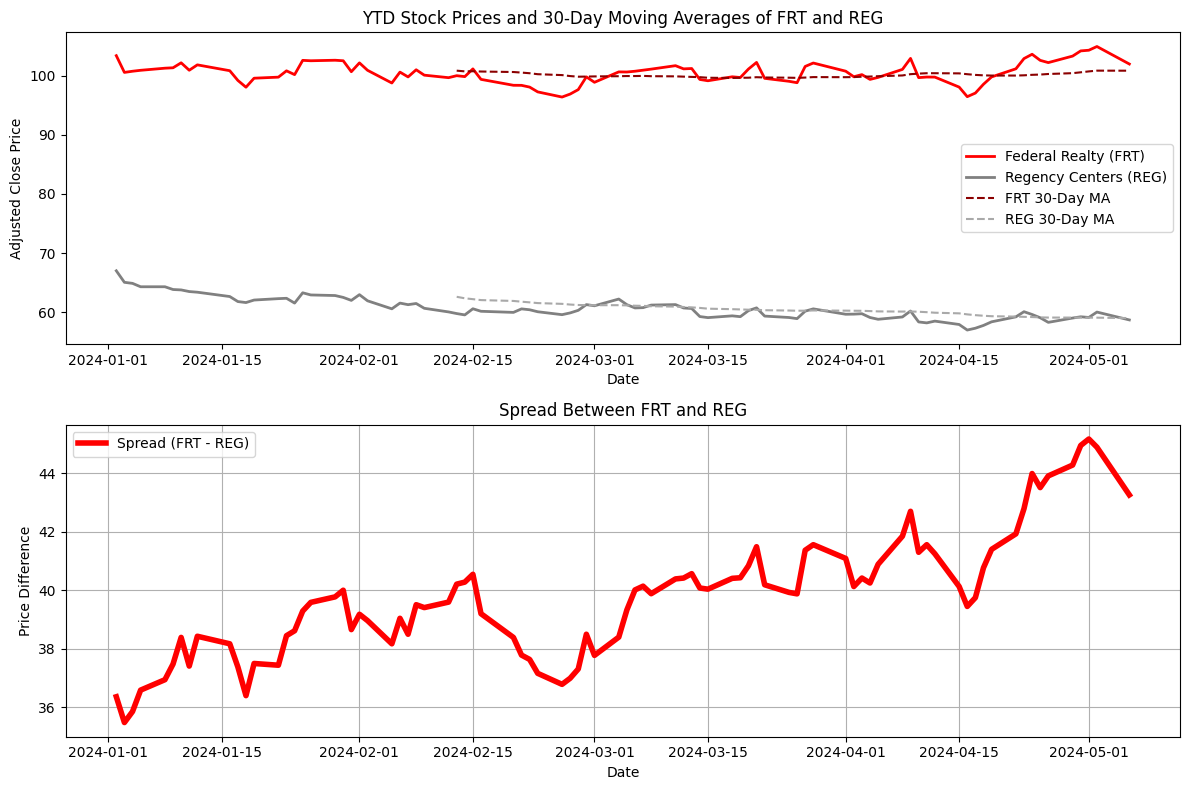 YTD Stock Prices and 30-Day Moving Averages of FRT and REG
Adjusted Close Price
100
90
80
70
60
Federal Realty (FRT)
Regency Centers (REG)
FRT 30-Day MA
REG 30-Day MA
2024-01-01 2024-01-15 2024-02-01 2024-02-15 2024-03-01 2024-03-15 2024-04-01 2024-04-15 2024-05-01
Date
Spread Between FRT and REG
Spread (FRT - REG)
Price Difference
44
42
40
38
36
2024-01-01 2024-01-15 2024-02-01 2024-02-15 2024-03-01 2024-03-15 2024-04-01 2024-04-15 2024-05-01
Date